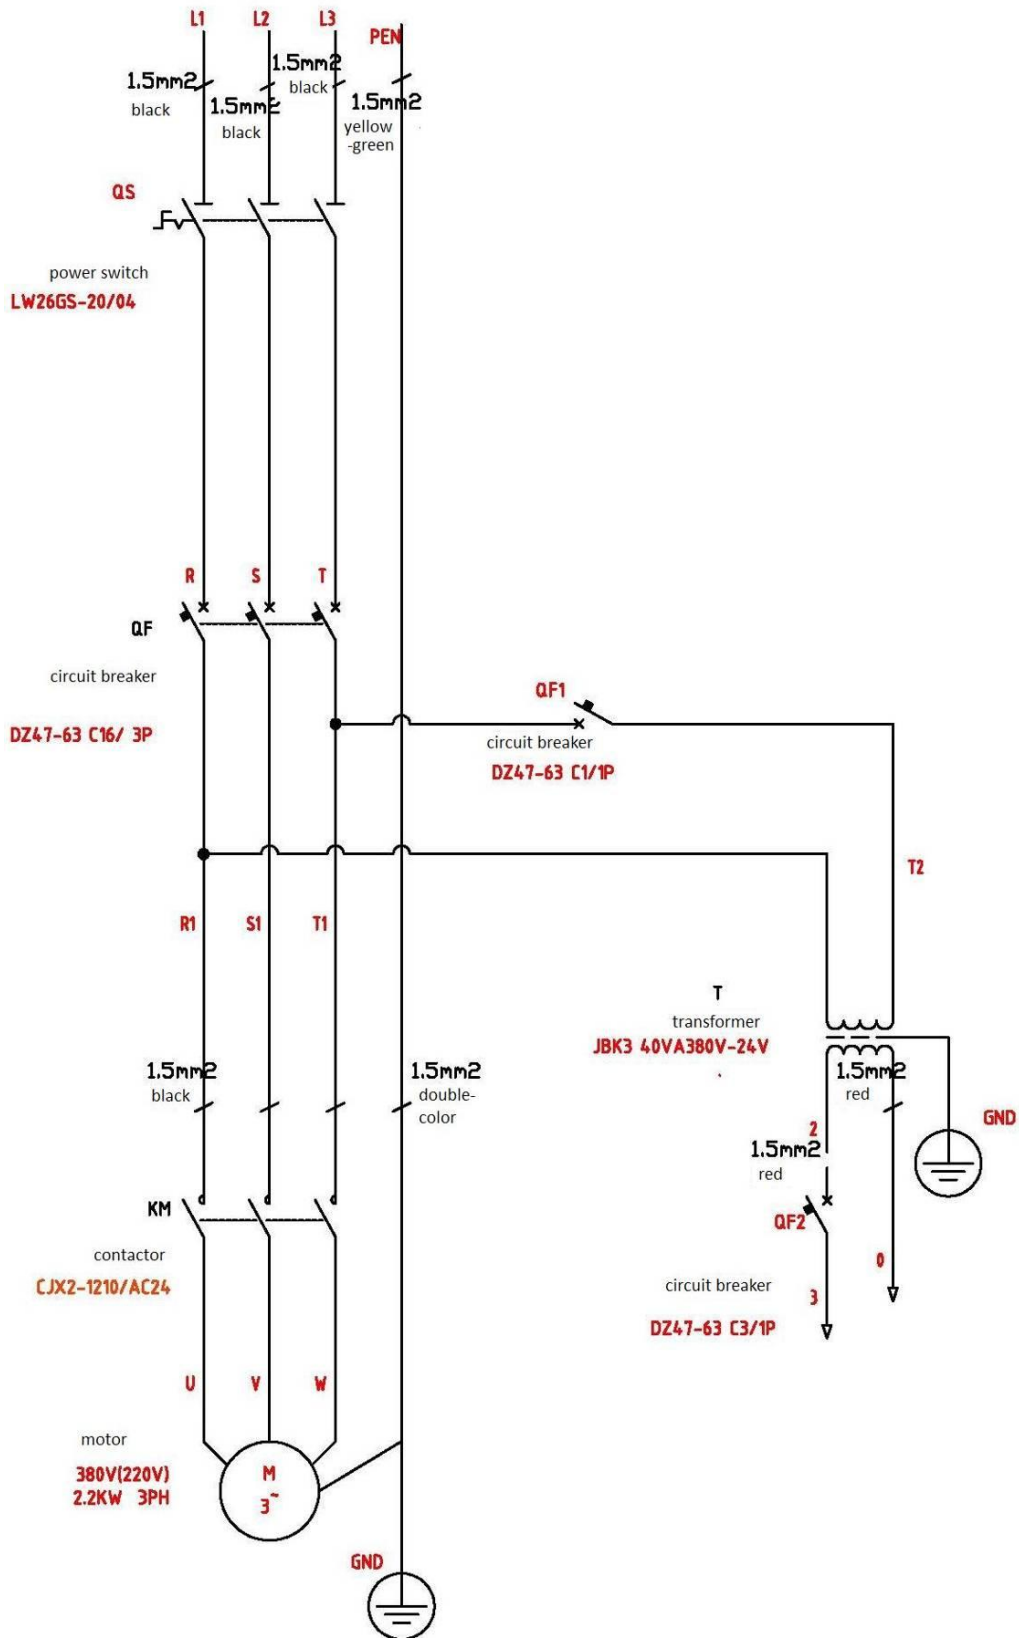 L1
L2
L3
PEN
1.5mm2
black
1.5mm2
black
1.5mm2
black
1.5mm2
yellow
-green
QS
power switch
LW26GS-20/04
R
S
T
QF
circuit breaker
DZ47-63 C16/ 3P
QF1
circuit breaker
DZ47-63 C1/1P
T2
R1
S1
T1
T
transformer
JBK3 40VA380V-24V
1.5mm2
black
1.5mm2
double-
color
1.5mm2
red
GND
2
1.5mm2
red
KM
contactor
CJX2-1210/AC24
QF2
0
circuit breaker
3
DZ47-63 C3/1P
U
V
W
motor
380V(220V)
2.2KW 3PH
M
3~
GND